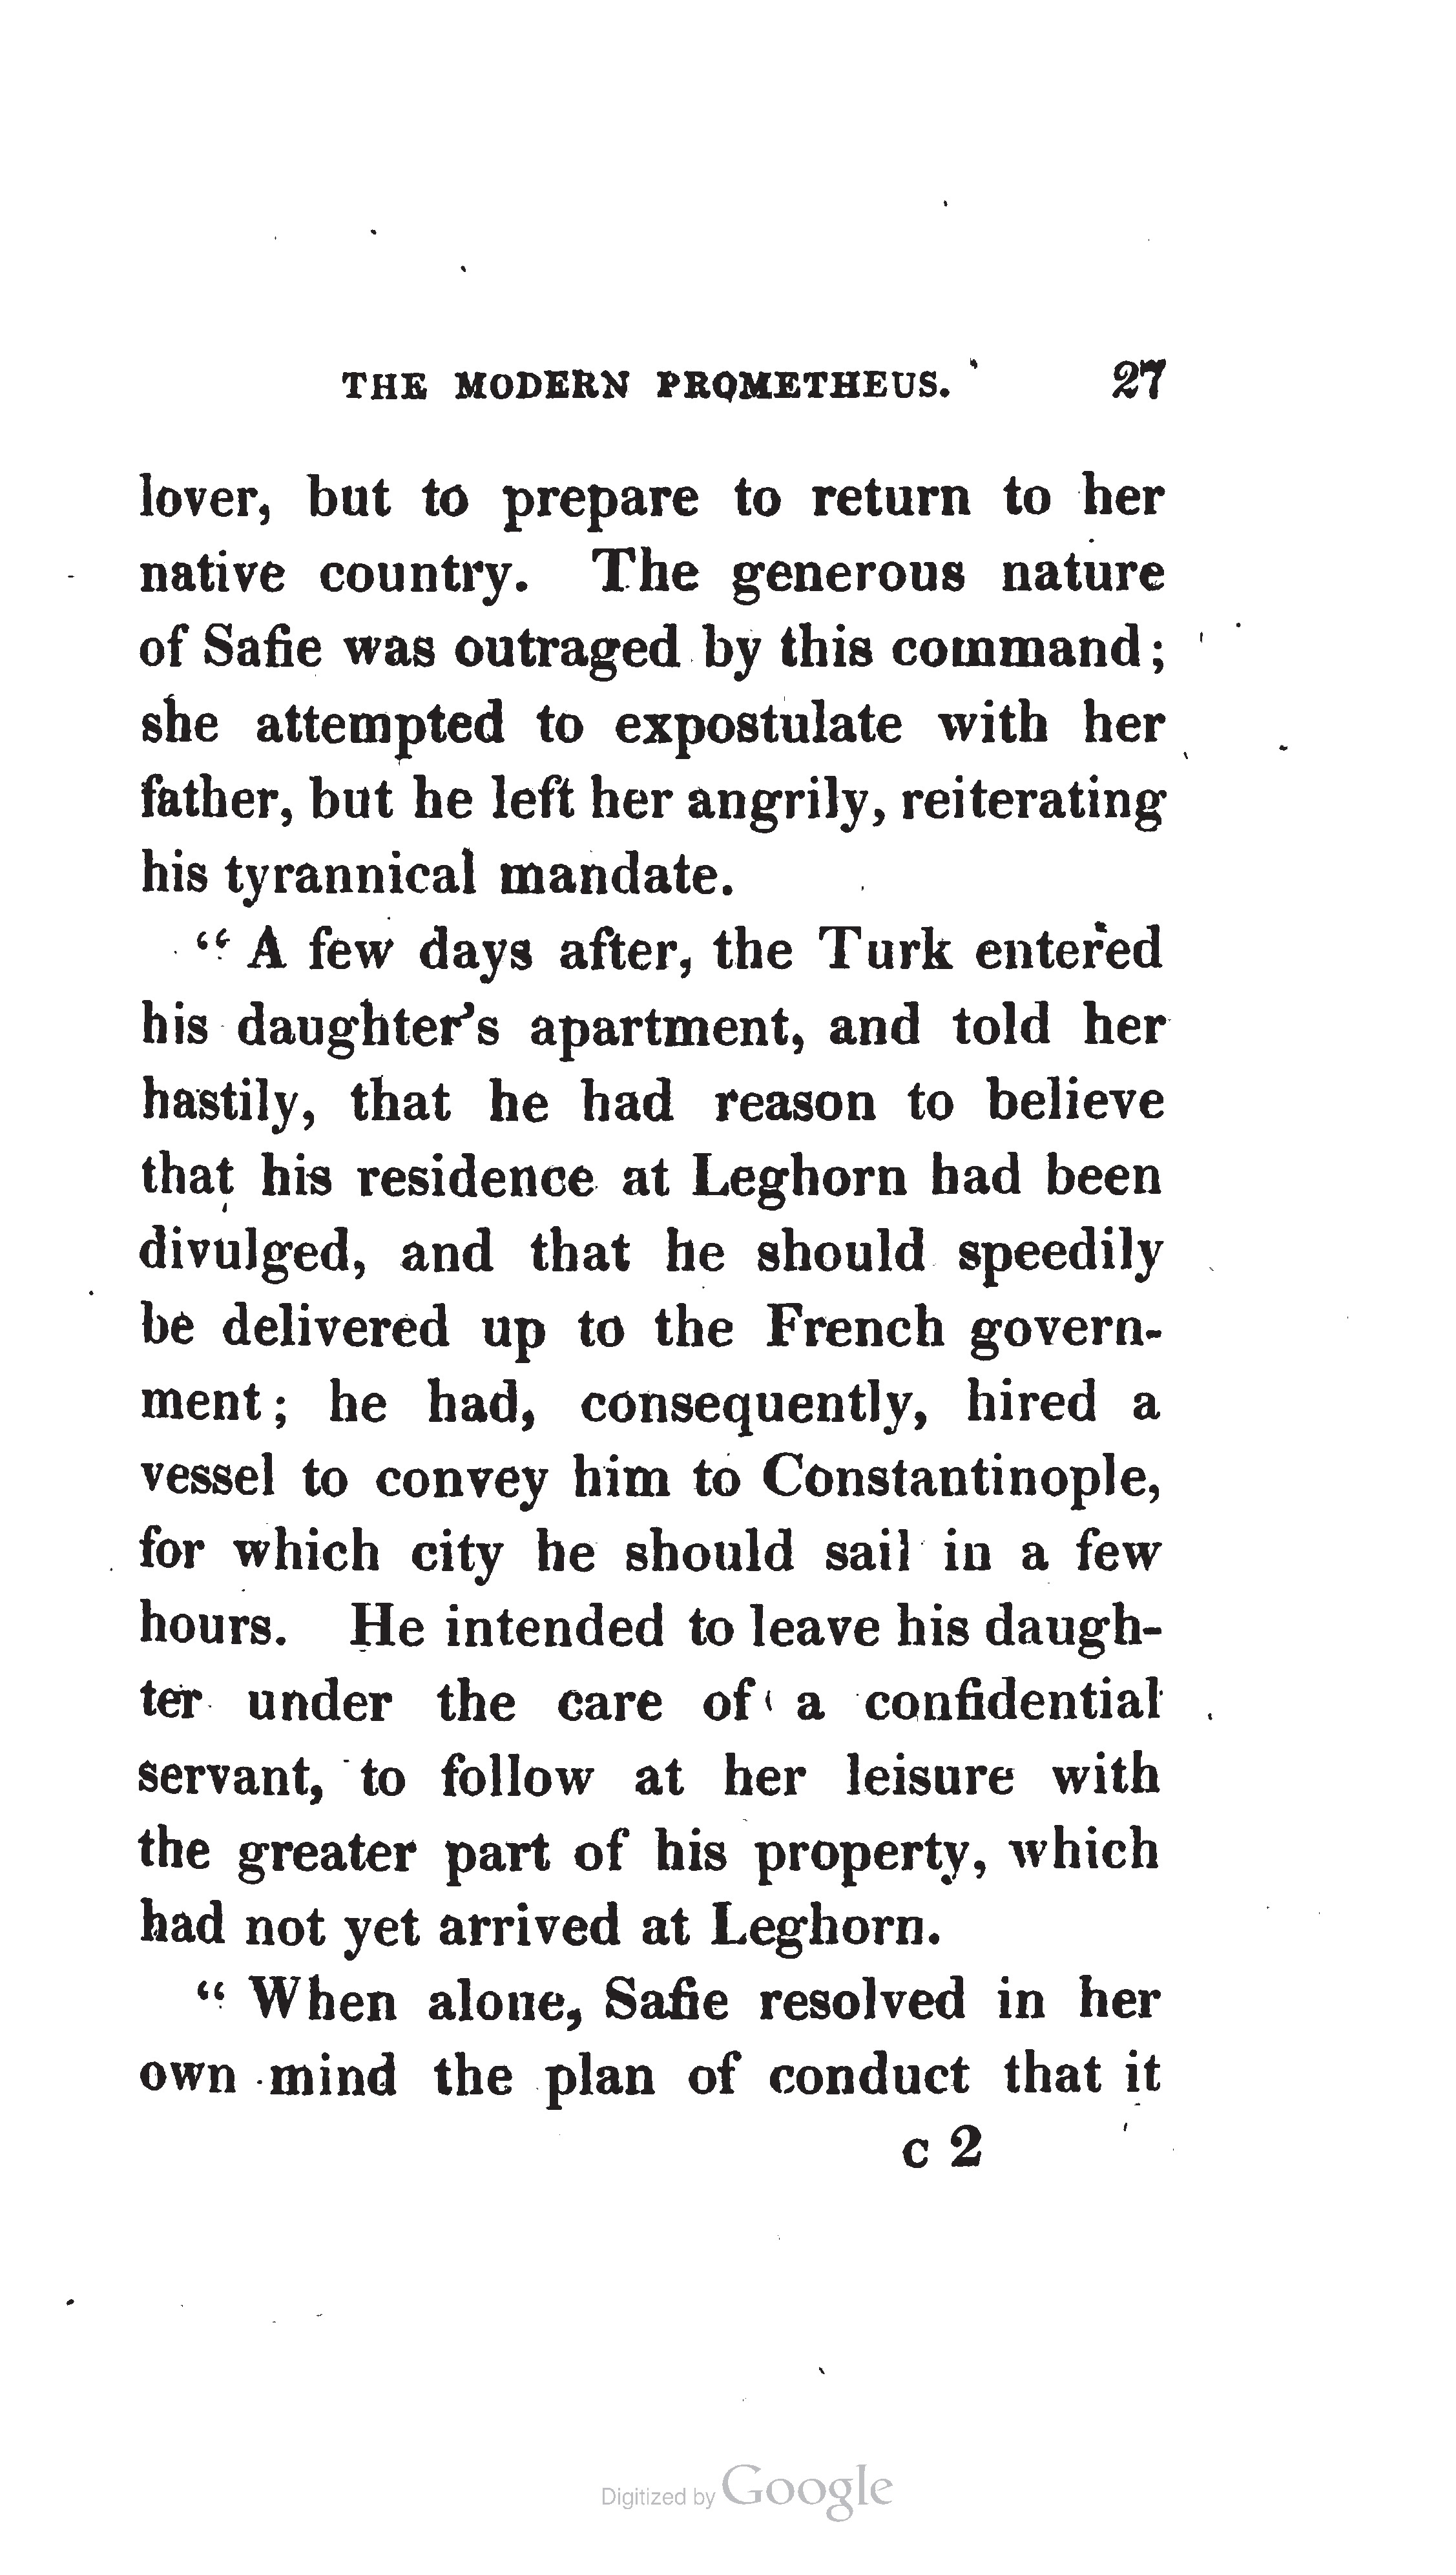 THE MODERN PROMETHEUS. 27
lover, but to prepare to return to her
native country. The generous nature
of Safie was outraged by this command;
she attempted to expostulate with her
father, but he left her angrily, reiterating
his tyrannical mandate.
“ A few days after, the Turk entered
his daughter’s apartment, and told her
hastily, that he had reason to believe
that his residence at Leghorn had been
divulged, and that he should speedily
be delivered up to the French govern-
ment; he had, consequently, hired a
vessel to convey him to Constantinople,
for which city he should sail in a few
hours. He intended to leave his daugh-
ter under the care of a confidential
servant, to follow at her leisure with
the greater part of his property, which
had not yet arrived at Leghorn.
“ When alone, Safie resolved in her
own mind the plan of conduct that it
C 2
Digitized by Google